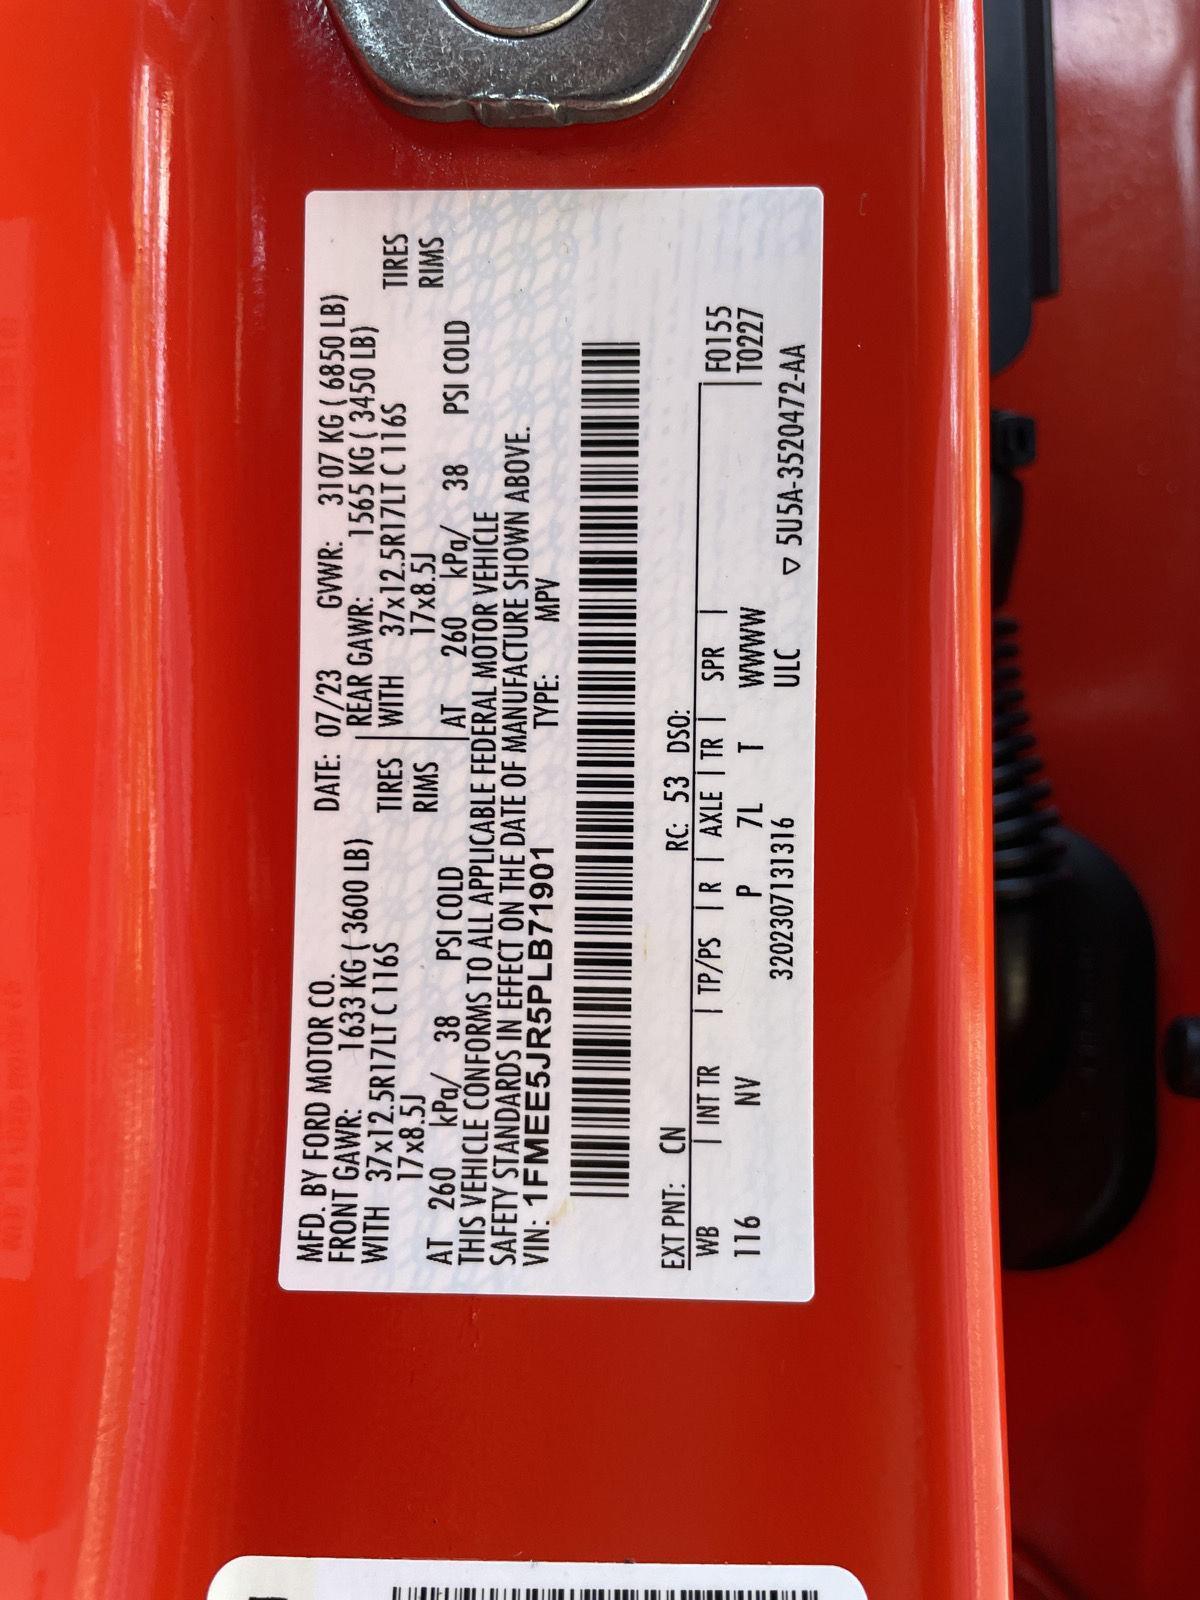 MFD. BY FORD MOTOR CO. DATE: 07/23 GVWR: 3107 KG ( 6850 LB)
FRONT GAWR: 1633 KG ( 3600 LB) REAR GAWR: 1565 KG ( 3450 LB)
WITH 37x12.5R17LT C 116S TIRES WITH 37x12.5R17LT C 116S TIRES
17x8.5J RIMS 17x8.5J RIMS
AT 260 kPa/ 38 PSI COLD AT 260 kPa/ 38 PSI COLD
THIS VEHICLE CONFORMS TO ALL APPLICABLE FEDERAL MOTOR VEHICLE
SAFETY STANDARDS IN EFFECT ON THE DATE OF MANUFACTURE SHOWN ABOVE.
VIN: 1FMEE5JR5PLB71901 TYPE: MPV
EXT PNT: CN RC: 53 DSO:
WB | INT TR | TP/PS | R | AXLE | TR | SPR | F0155
116 NV P 7L T WWWW T0227
3202307131316 ULC ▽ 5U5A-3520472-AA